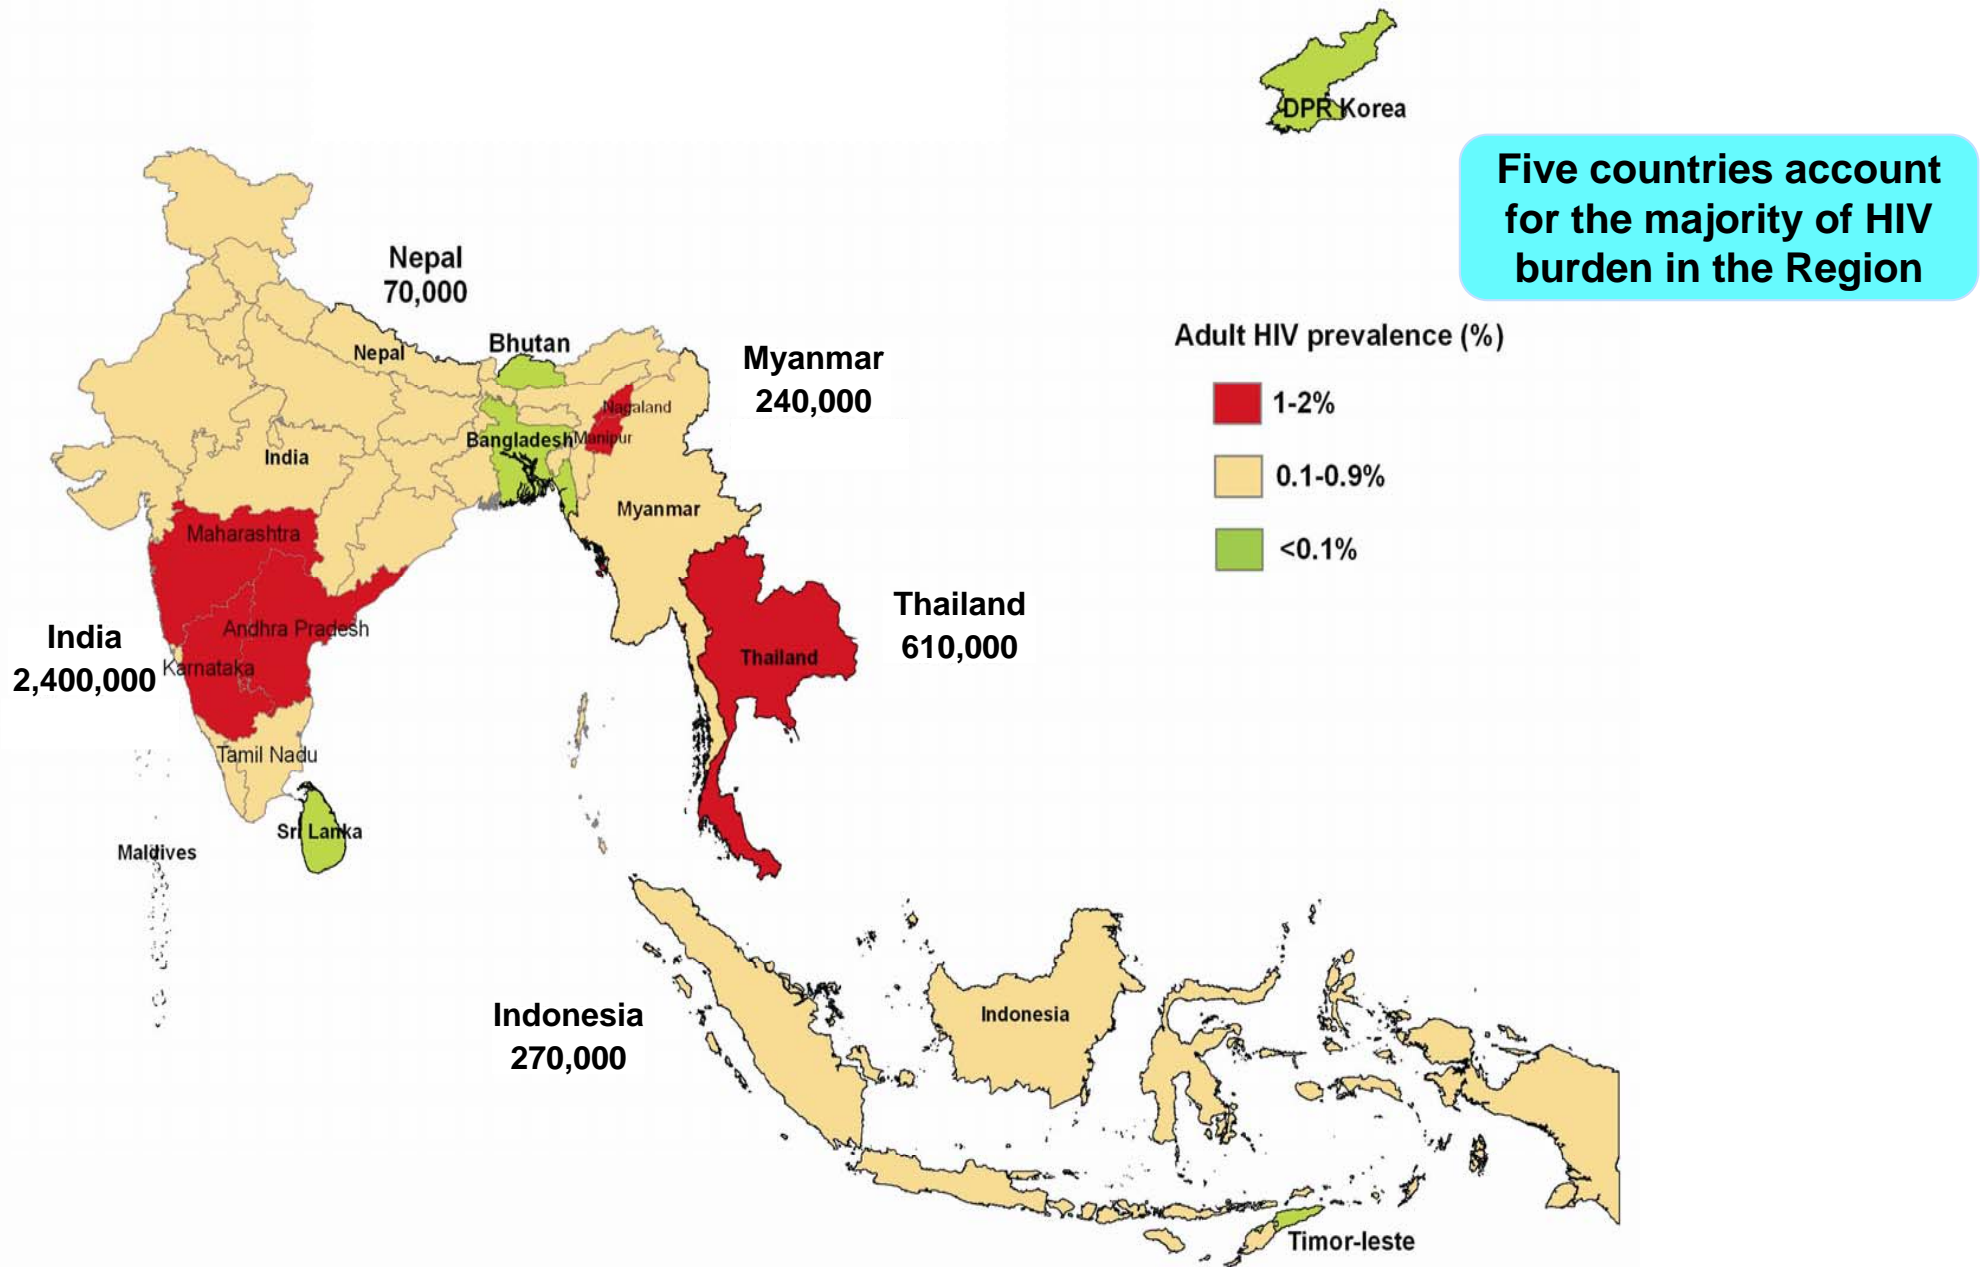 DPR Korea
Five countries account
for the majority of HIV
burden in the Region
Nepal
70,000
Adult HIV prevalence (%)
1-2%
0.1-0.9%
<0.1%
Bhutan
Nepal
Myanmar
240,000
Nagaland
Manipur
Bangladesh
India
Myanmar
Maharashtra
Thailand
610,000
Andhra Pradesh
India
2,400,000
Karnataka
Thailand
Tamil Nadu
Sri Lanka
Maldives
Indonesia
270,000
Indonesia
Timor-leste